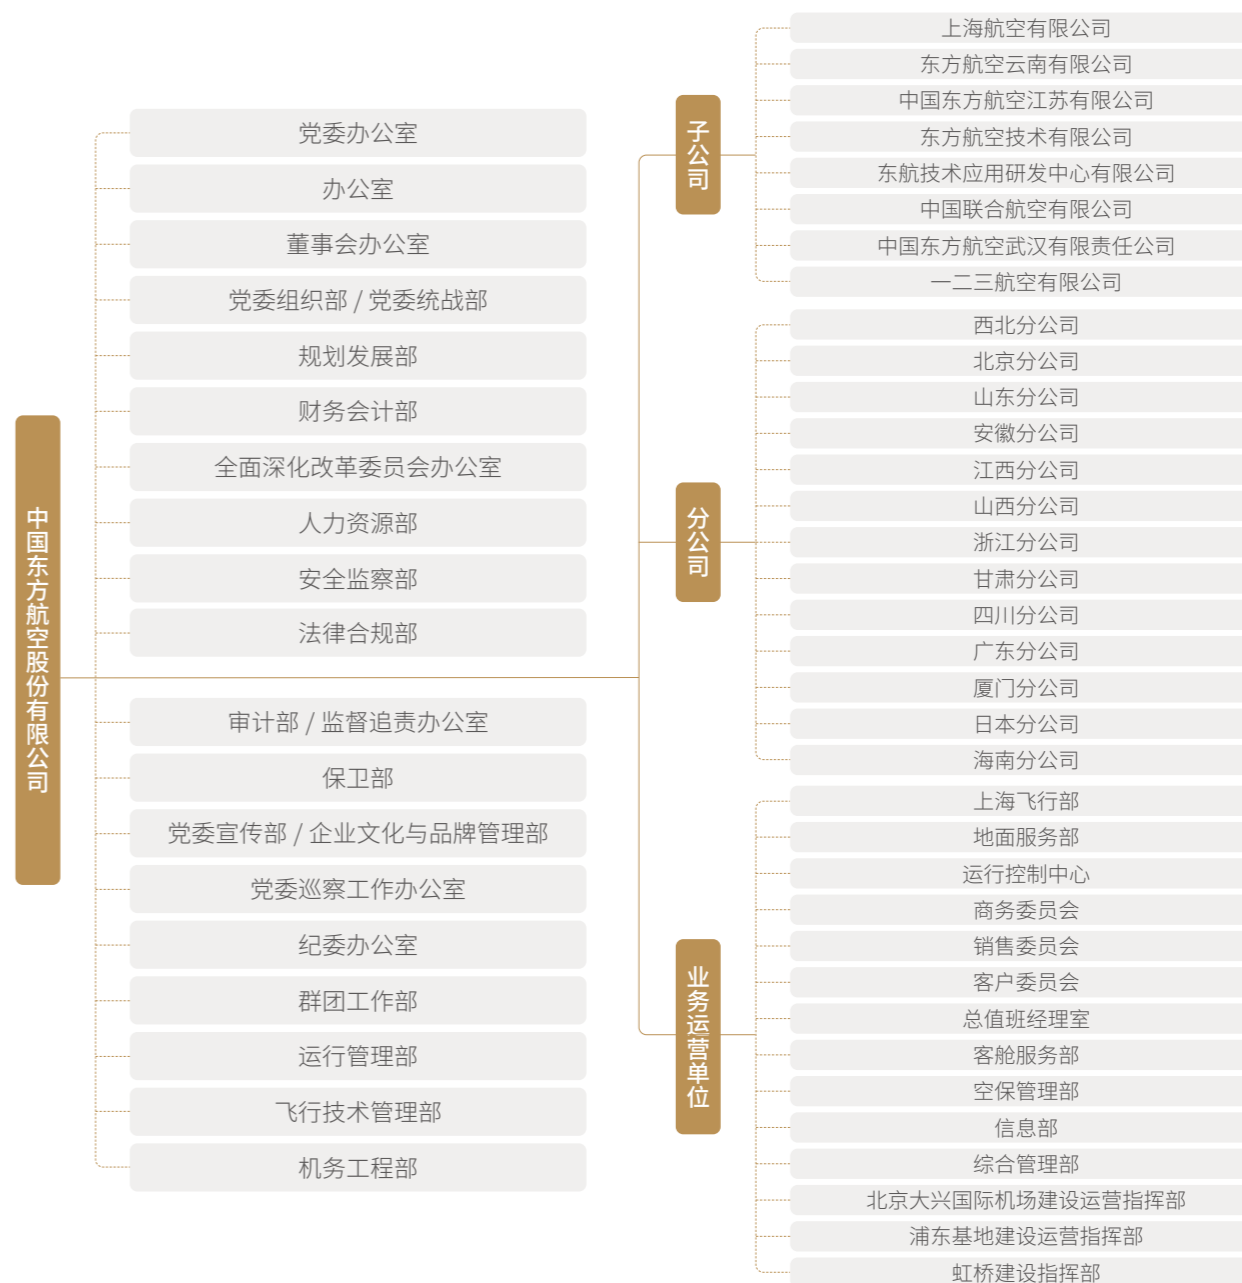 中国东方航空股份有限公司
党委办公室
办公室
董事会办公室
党委组织部 / 党委统战部
规划发展部
财务会计部
全面深化改革委员会办公室
人力资源部
安全监察部
法律合规部
审计部 / 监督追责办公室
保卫部
党委宣传部 / 企业文化与品牌管理部
党委巡察工作办公室
纪委办公室
群团工作部
运行管理部
飞行技术管理部
机务工程部
子公司
上海航空有限公司
东方航空云南有限公司
中国东方航空江苏有限公司
东方航空技术有限公司
东航技术应用研发中心有限公司
中国联合航空有限公司
中国东方航空武汉有限责任公司
一二三航空有限公司
分公司
西北分公司
北京分公司
山东分公司
安徽分公司
江西分公司
山西分公司
浙江分公司
甘肃分公司
四川分公司
广东分公司
厦门分公司
日本分公司
海南分公司
业务运营单位
上海飞行部
地面服务部
运行控制中心
商务委员会
销售委员会
客户委员会
总值班经理室
客舱服务部
空保管理部
信息部
综合管理部
北京大兴国际机场建设运营指挥部
浦东基地建设运营指挥部
虹桥建设指挥部